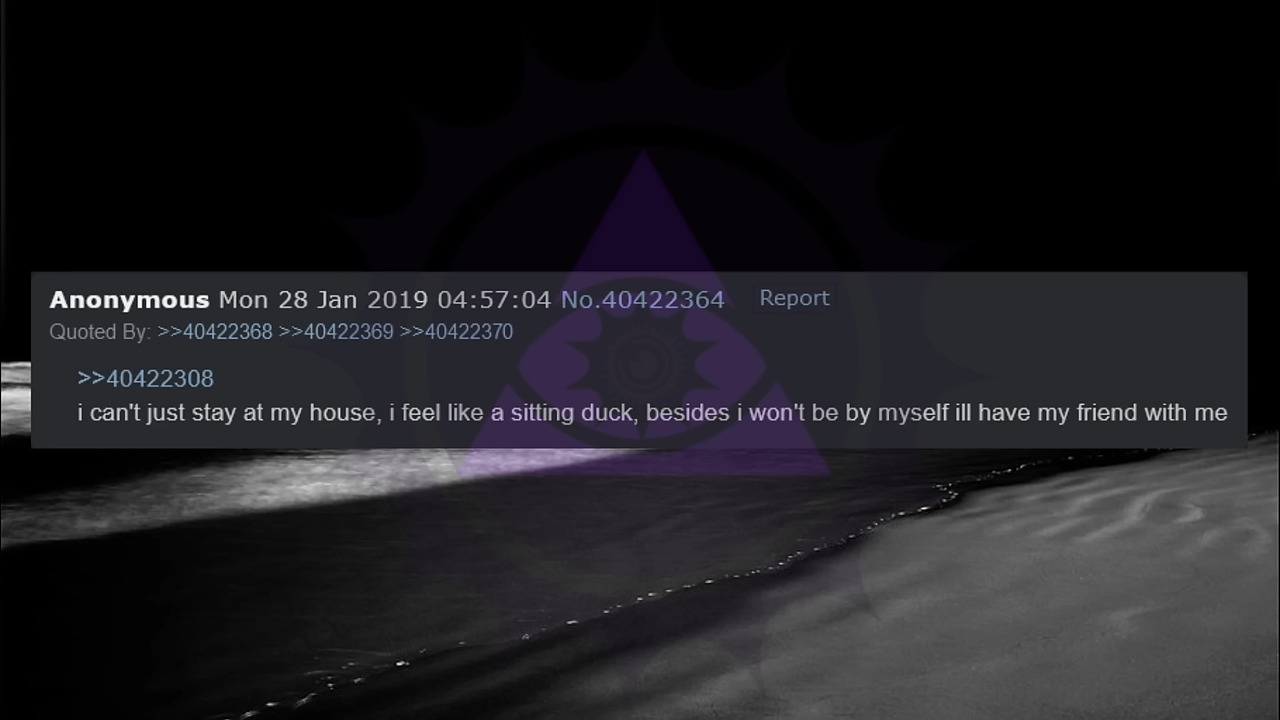 Anonymous Mon 28 Jan 2019 04:57:04 No.40422364 Report
Quoted By: >>40422368 >>40422369 >>40422370
>>40422308
i can't just stay at my house, i feel like a sitting duck, besides i won't be by myself ill have my friend with me